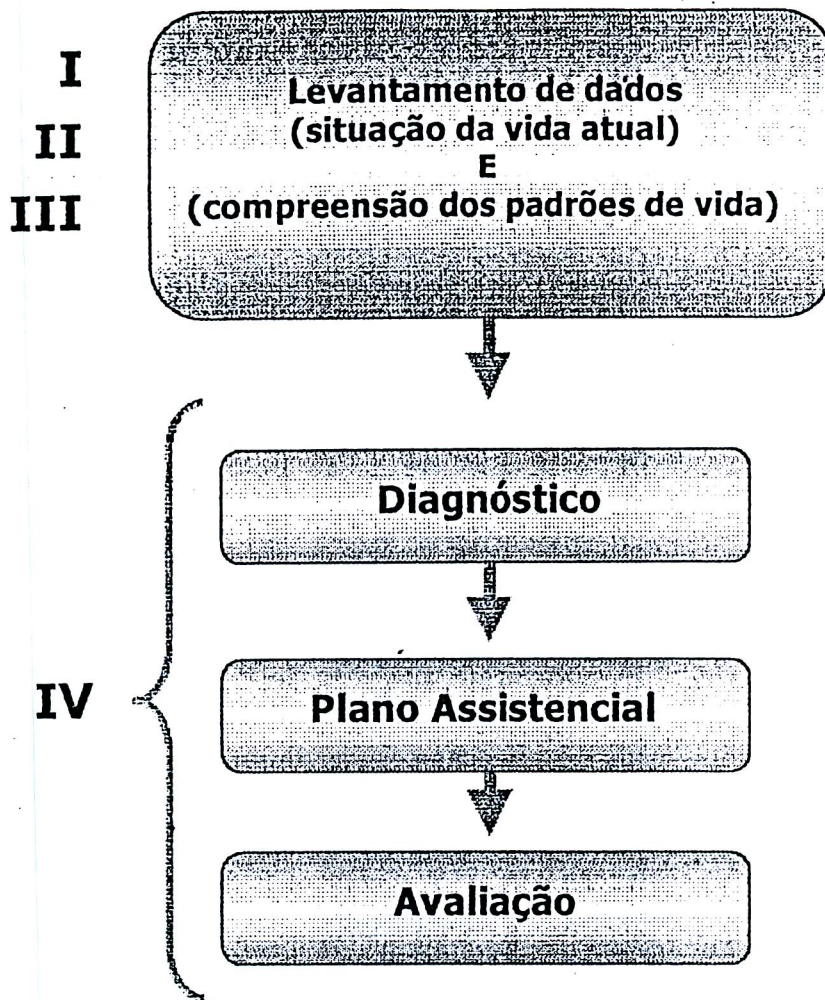 I
II
III
Levantamento de dados
(situação da vida atual)
E
(compreensão dos padrões de vida)
Diagnóstico
IV
Plano Assistencial
Avaliação